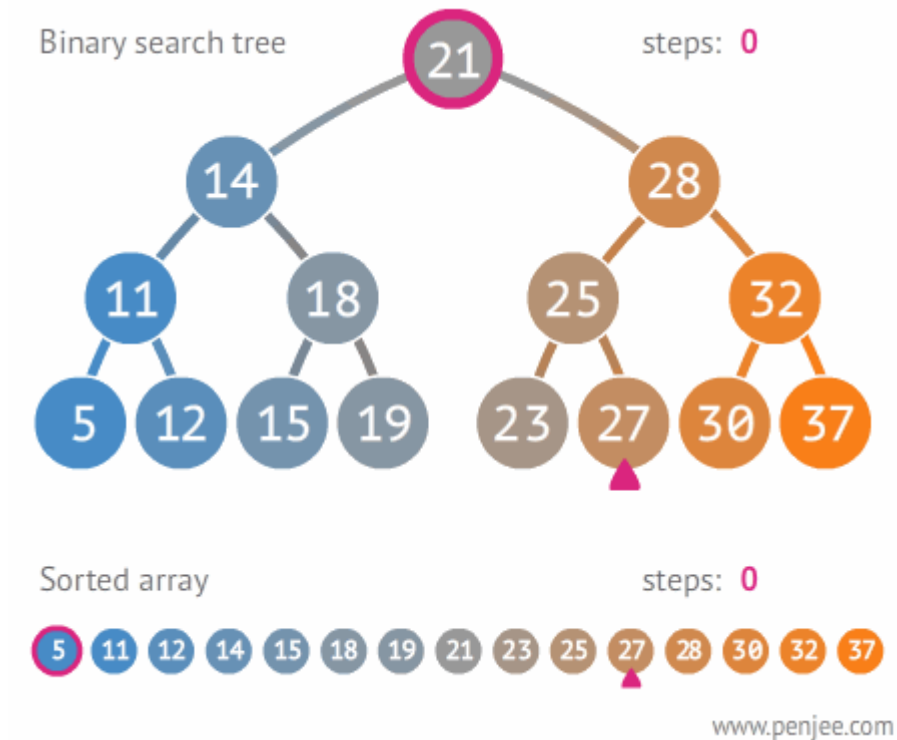 Binary search tree
steps: 0
21
14 28
11 18 25 32
5 12 15 19 23 27 30 37
Sorted array
steps: 0
5 11 12 14 15 18 19 21 23 25 27 28 30 32 37
www.penjee.com